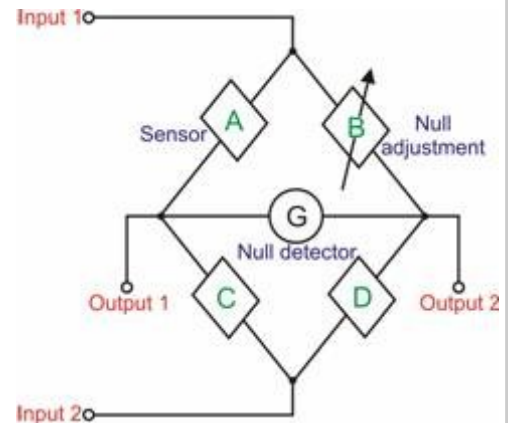 Input 1
A
B
Sensor
Null
adjustment
G
Null detector
C
D
Output 1
Output 2
Input 2